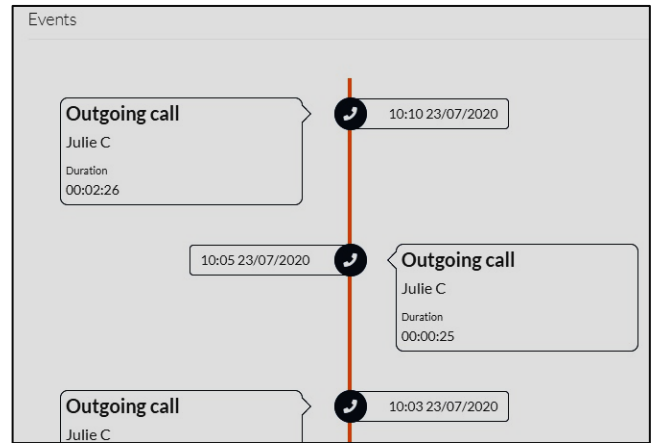 Events
Outgoing call
Julie C
Duration
00:02:26
10:10 23/07/2020
10:05 23/07/2020
Outgoing call
Julie C
Duration
00:00:25
Outgoing call
Julie C
10:03 23/07/2020